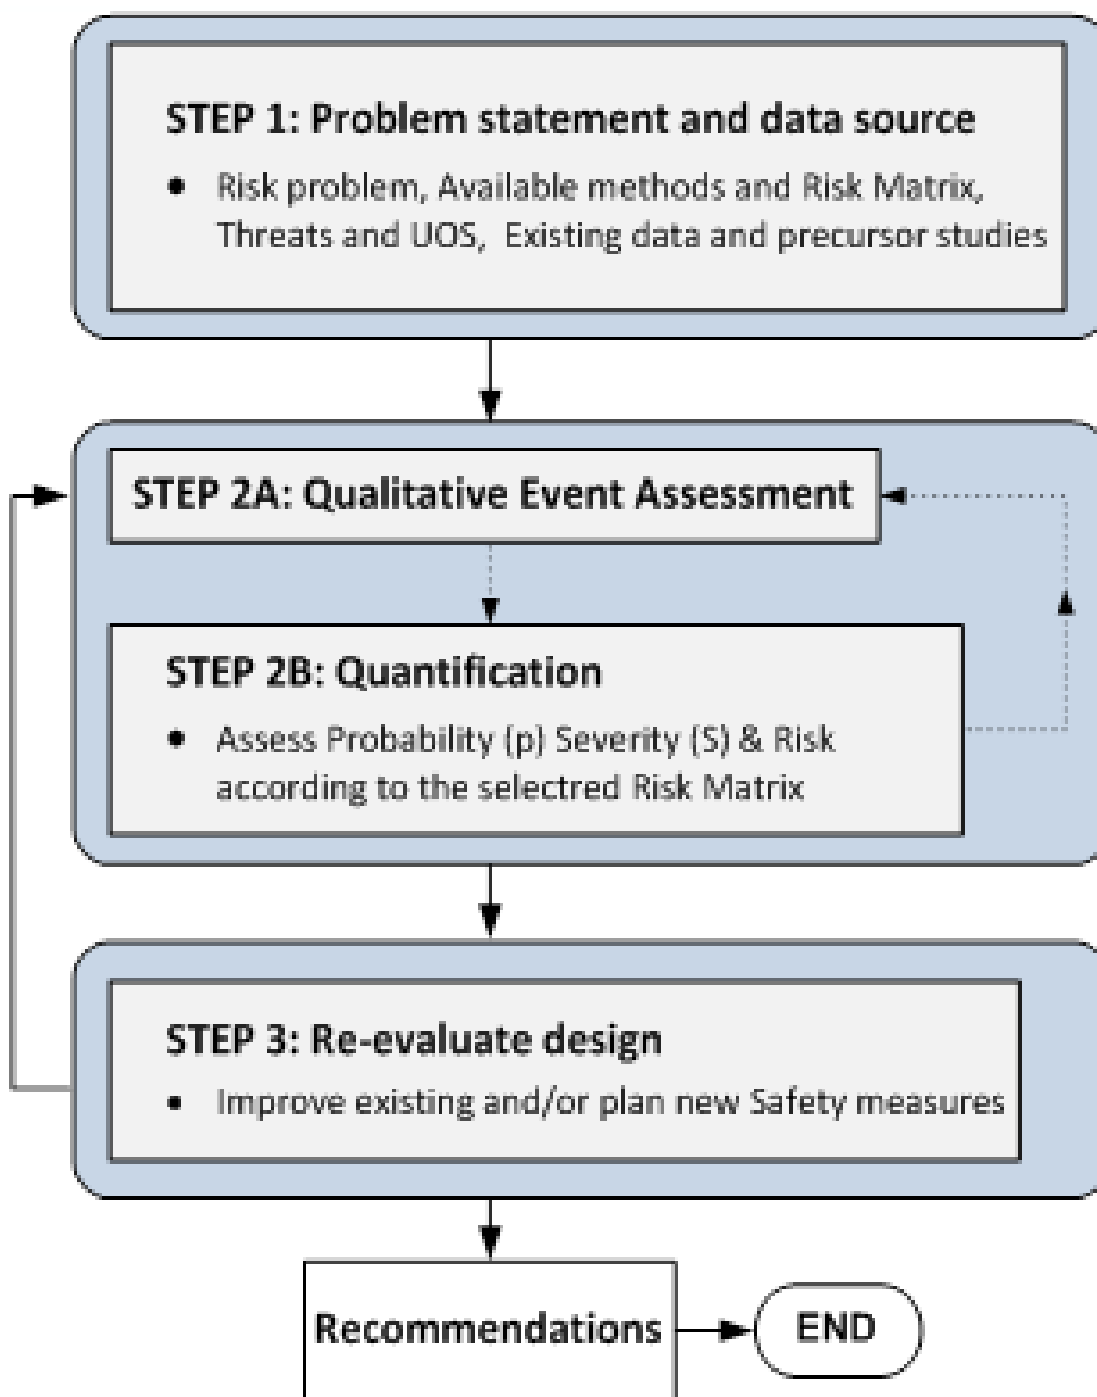 STEP 1: Problem statement and data source
● Risk problem, Available methods and Risk Matrix,
Threats and UOS, Existing data and precursor studies
STEP 2A: Qualitative Event Assessment
STEP 2B: Quantification
● Assess Probability (p) Severity (S) & Risk
according to the selectred Risk Matrix
STEP 3: Re-evaluate design
● Improve existing and/or plan new Safety measures
Recommendations
END